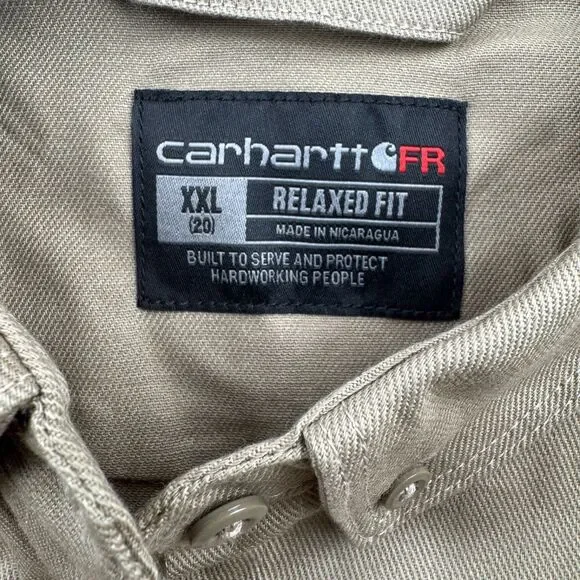 carhartt FR
XXL
(20)
RELAXED FIT
MADE IN NICARAGUA
BUILT TO SERVE AND PROTECT
HARDWORKING PEOPLE